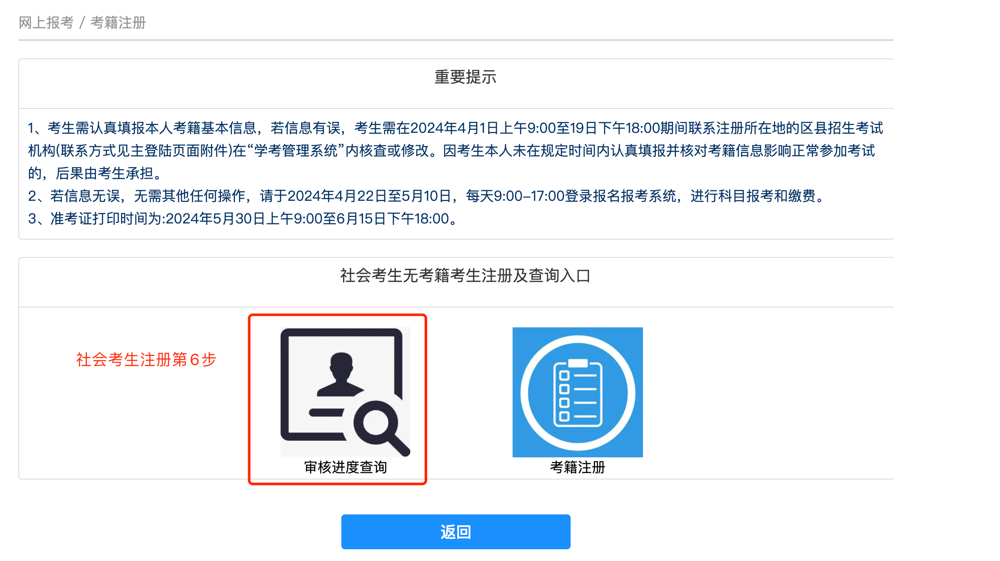 网上报考 / 考籍注册
重要提示
1、考生需认真填报本人考籍基本信息，若信息有误，考生需在2024年4月1日上午9:00至19日下午18:00期间联系注册所在地的区县招生考试
机构(联系方式见主登陆页面附件)在“学考管理系统”内核查或修改。因考生本人未在规定时间内认真填报并核对考籍信息影响正常参加考试
的，后果由考生承担。
2、若信息无误，无需其他任何操作，请于2024年4月22日至5月10日，每天9:00-17:00登录报名报考系统，进行科目报考和缴费。
3、准考证打印时间为:2024年5月30日上午9:00至6月15日下午18:00。
社会考生无考籍考生注册及查询入口
社会考生注册第6步
审核进度查询
考籍注册
返回